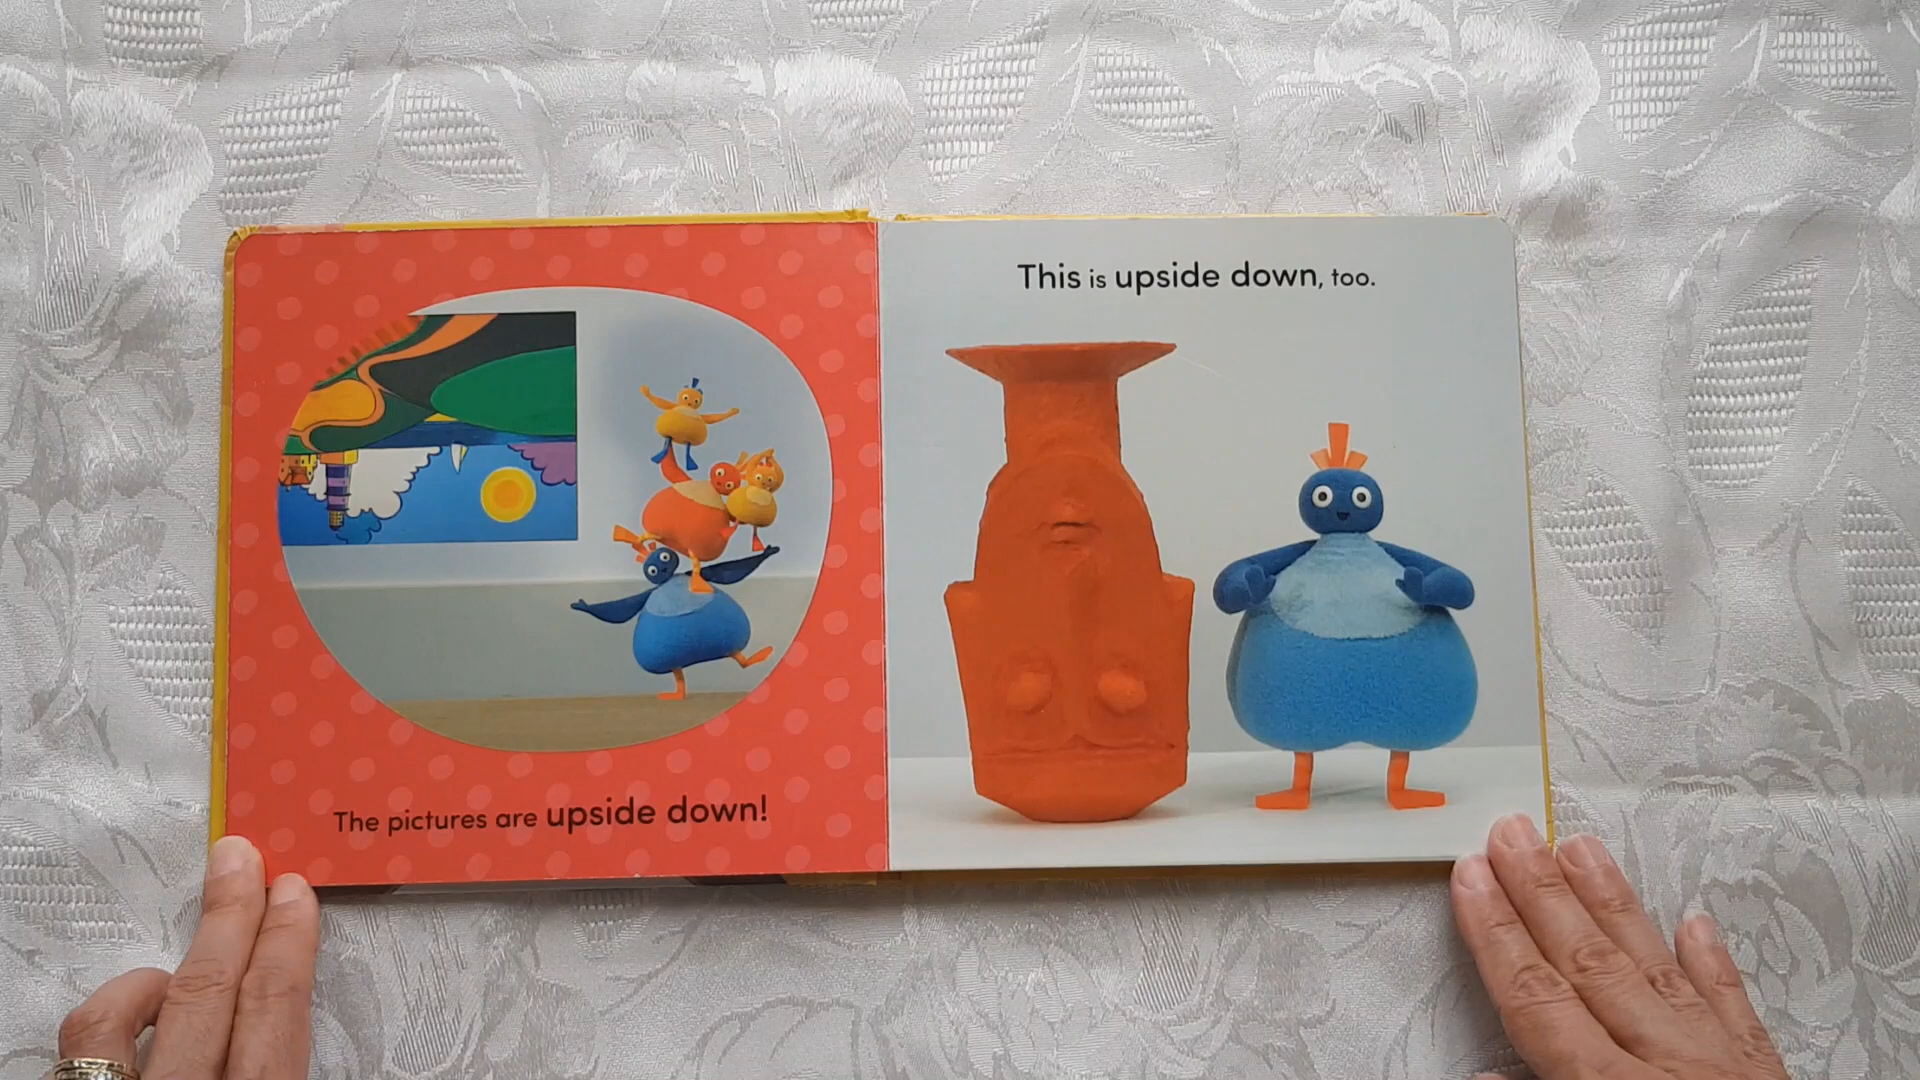 The pictures are upside down!
This is upside down, too.